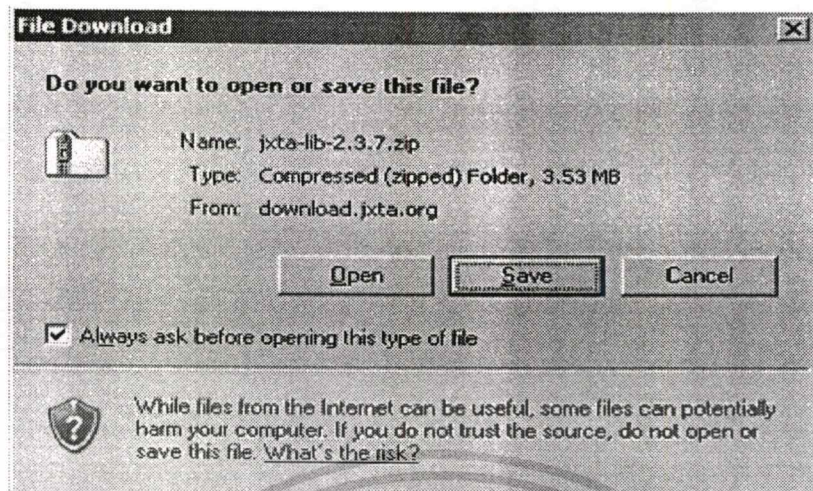 File Download
Do you want to open or save this file?
Name: jxta-lib-2.3.7.zip
Type: Compressed (zipped) Folder, 3.53 MB
From: download.jxta.org
Open Save Cancel
Always ask before opening this type of file
While files from the Internet can be useful, some files can potentially
harm your computer. If you do not trust the source, do not open or
save this file. What's the risk?